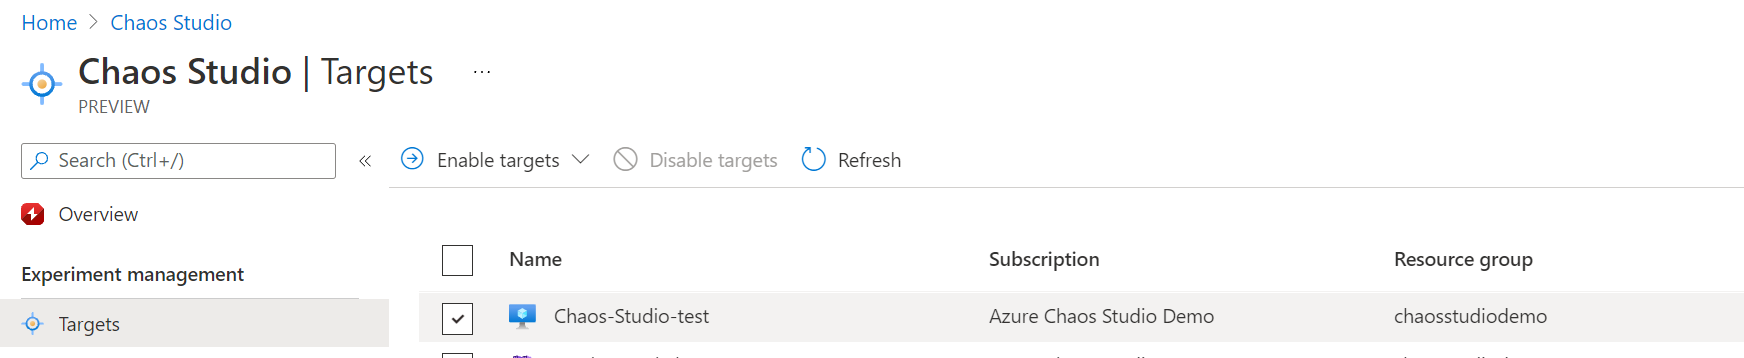 Home > Chaos Studio
Chaos Studio | Targets ...
PREVIEW
Search (Ctrl+/) «
Enable targets Disable targets Refresh
Overview
Name Subscription Resource group
Experiment management
Chaos-Studio-test Azure Chaos Studio Demo chaosstudiodemo
Targets